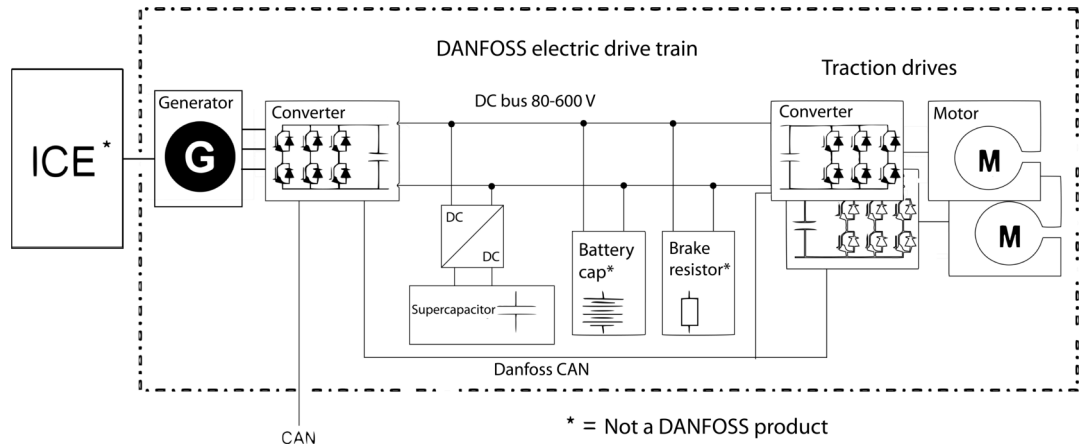 DANFOSS electric drive train
Traction drives
DC bus 80-600 V
ICE*
Generator
G
Converter
Converter
Motor
M
M
DC
DC
Supercapacitor
Battery
cap*
Brake
resistor*
Danfoss CAN
CAN
* = Not a DANFOSS product